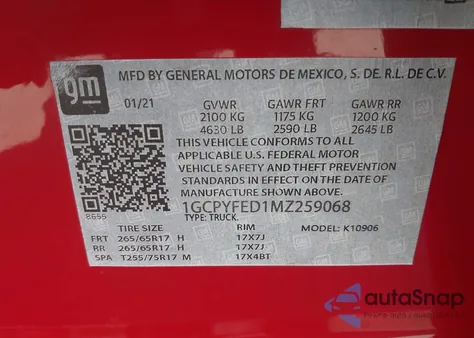 gm
MFD BY GENERAL MOTORS DE MEXICO, S. DE. R.L. DE C.V.
01/21 GVWR GAWR FRT GAWR RR
2100 KG 1175 KG 1200 KG
4630 LB 2590 LB 2645 LB
THIS VEHICLE CONFORMS TO ALL
APPLICABLE U.S. FEDERAL MOTOR
VEHICLE SAFETY AND THEFT PREVENTION
STANDARDS IN EFFECT ON THE DATE OF
MANUFACTURE SHOWN ABOVE.
1GCPYFED1MZ259068
8655 TYPE: TRUCK
TIRE SIZE RIM MODEL: K10906
FRT 265/65R17 H 17X7J
RR 265/65R17 H 17X7J
SPA T255/75R17 M 17X4BT
autoSnap